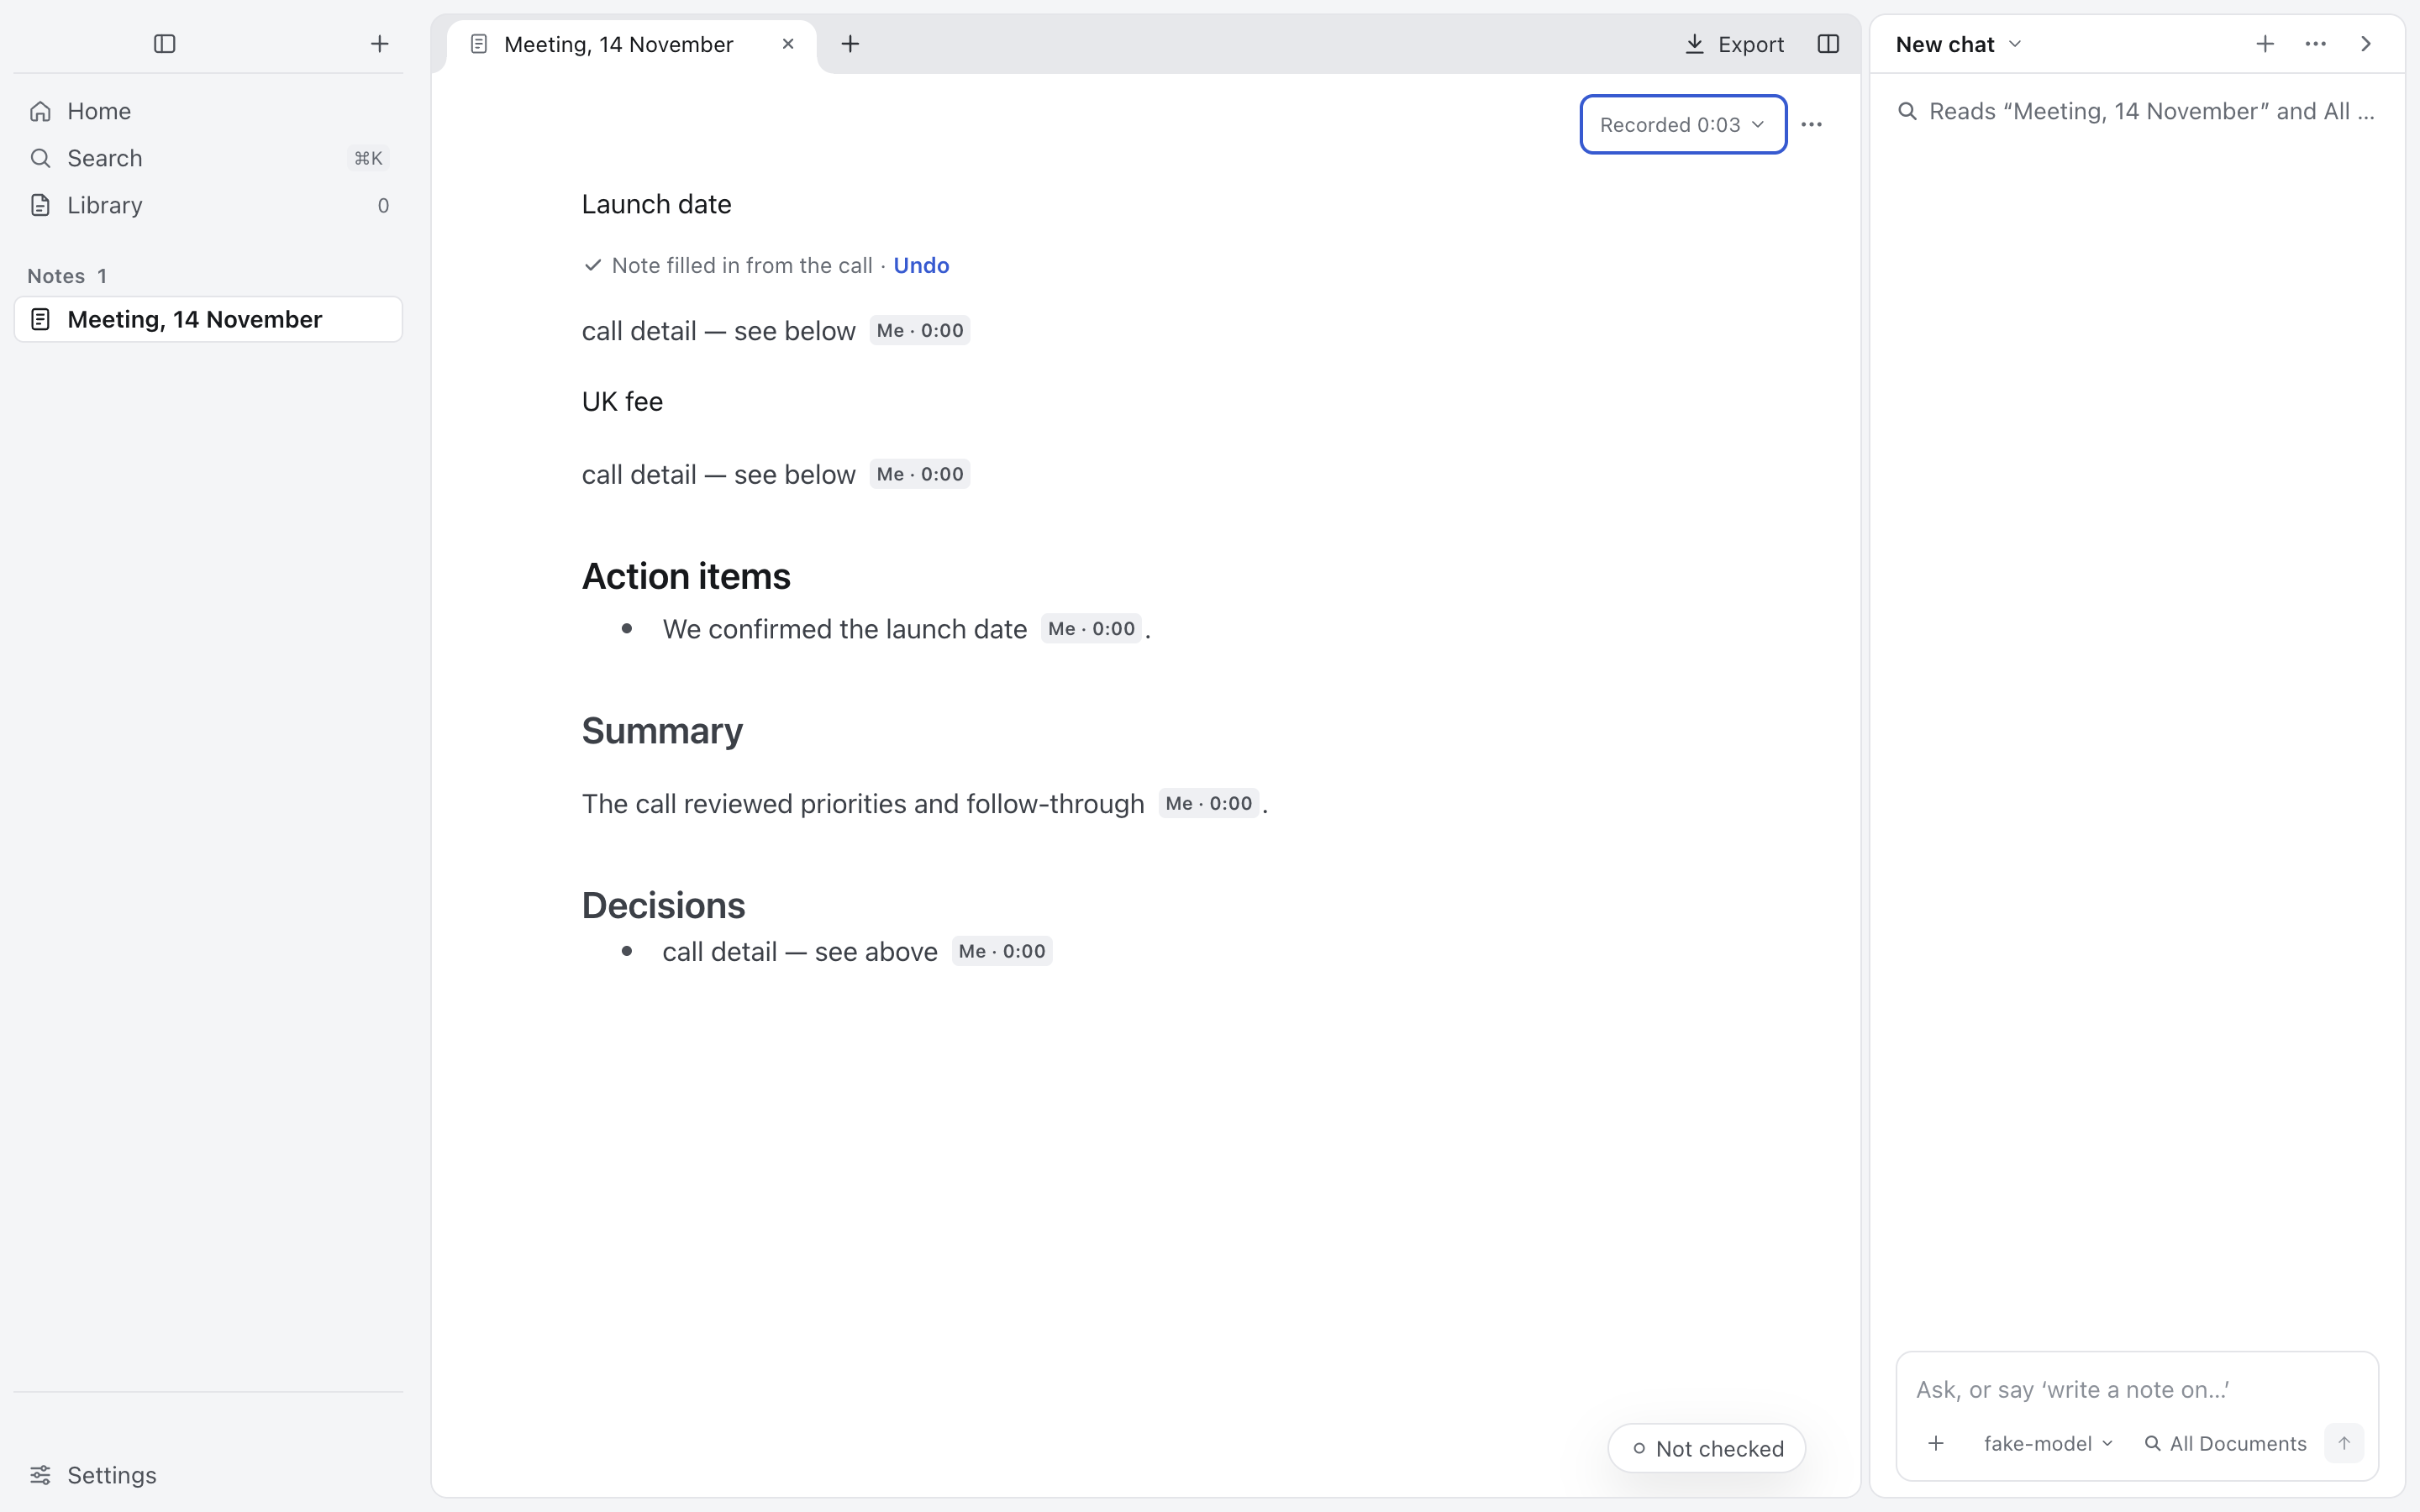 Home
Search ⌘K
Library 0
Notes 1
Meeting, 14 November
Settings
Meeting, 14 November
Export
Recorded 0:03
Launch date
Note filled in from the call · Undo
call detail — see below Me · 0:00
UK fee
call detail — see below Me · 0:00
Action items
• We confirmed the launch date Me · 0:00 .
Summary
The call reviewed priorities and follow-through Me · 0:00 .
Decisions
• call detail — see above Me · 0:00
Not checked
New chat
Reads “Meeting, 14 November” and All ...
Ask, or say ‘write a note on...’
fake-model All Documents